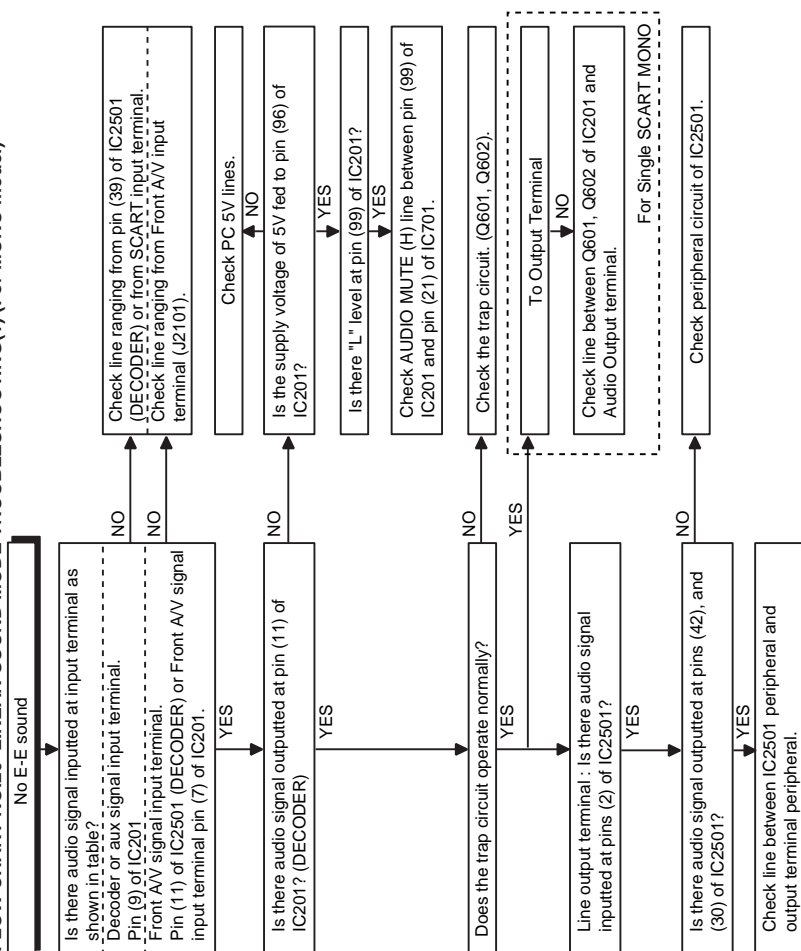 No E-E sound
Is there audio signal inputted at input terminal as
shown in table?
Decoder or aux signal input terminal.
Pin (9) of IC201
Front A/V signal input terminal.
Pin (11) of IC2501 (DECODER) or Front A/V signal
input terminal pin (7) of IC201.
NO
NO
Check line ranging from pin (39) of IC2501
(DECODER) or from SCART input terminal.
Check line ranging from Front A/V input
terminal (J2101).
YES
Is there audio signal outputted at pin (11) of
IC201? (DECODER)
NO
Check PC 5V lines.
NO
Is the supply voltage of 5V fed to pin (96) of
IC201?
YES
Is there "L" level at pin (99) of IC201?
YES
Check AUDIO MUTE (H) line between pin (99) of
IC201 and pin (21) of IC701.
YES
Does the trap circuit operate normally?
NO
Check the trap circuit. (Q601, Q602).
YES
YES
To Output Terminal
NO
Check line between Q601, Q602 of IC201 and
Audio Output terminal.
For Single SCART MONO
Line output terminal : Is there audio signal
inputted at pins (2) of IC2501?
YES
Is there audio signal outputted at pins (42), and
(30) of IC2501?
NO
Check peripheral circuit of IC2501.
YES
Check line between IC2501 peripheral and
output terminal peripheral.